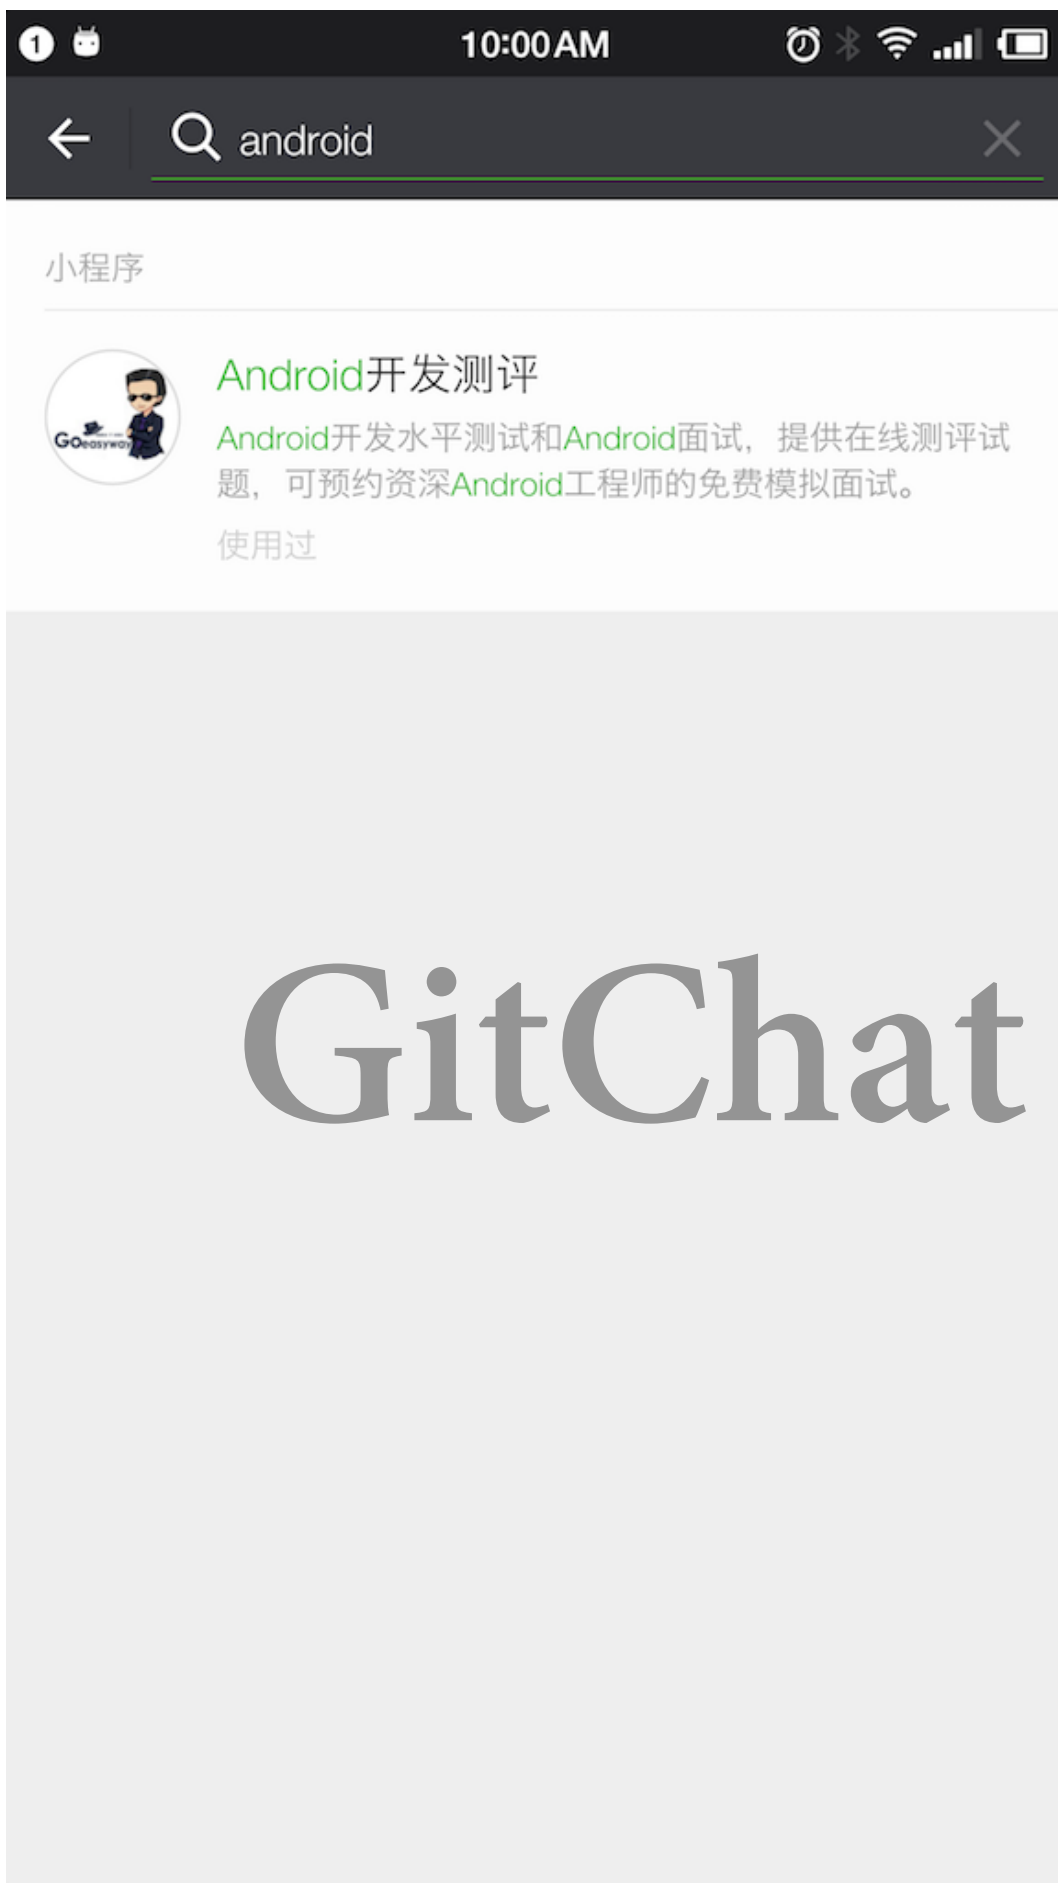 1
10:00AM
android
小程序
GOeasyway
Android开发测评
Android开发水平测试和Android面试，提供在线测评试
题，可预约资深Android工程师的免费模拟面试。
使用过
GitChat